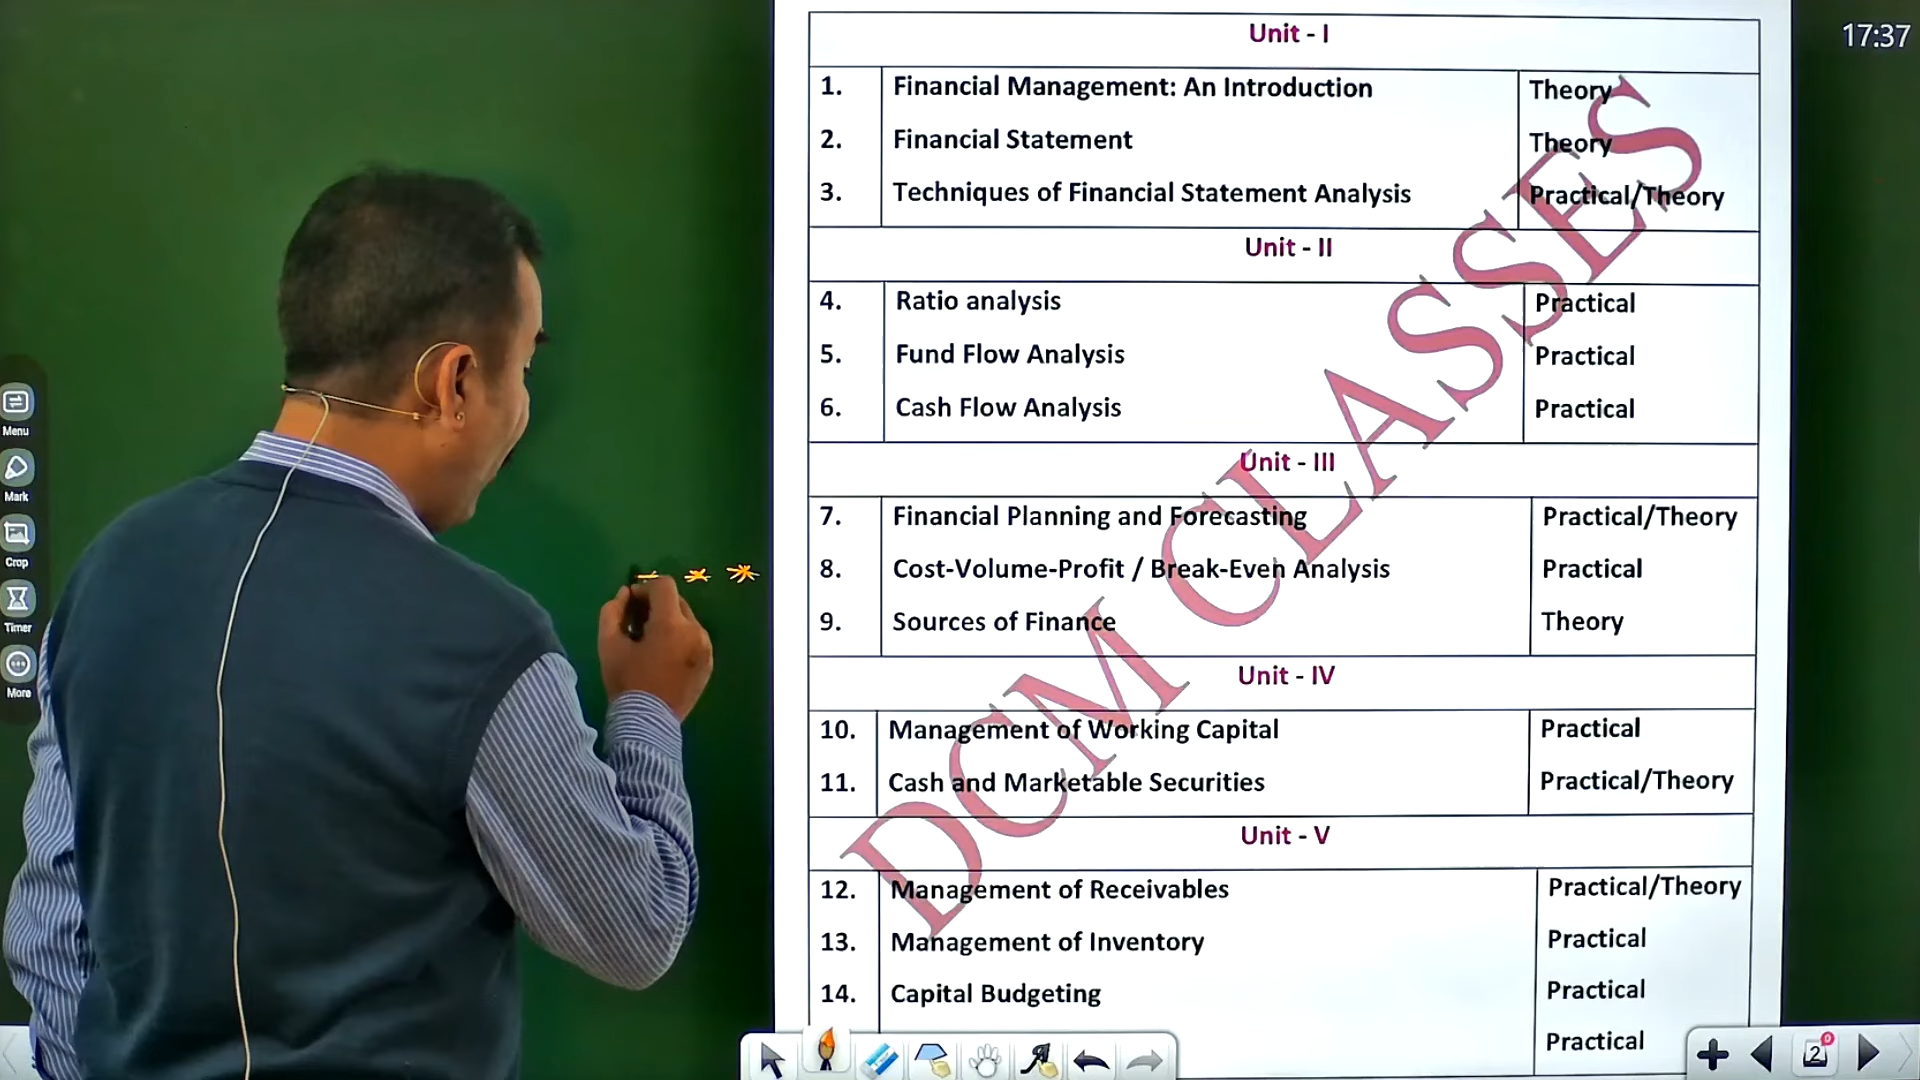 Unit - I
17:37
1. Financial Management: An Introduction Theory
2. Financial Statement Theory
3. Techniques of Financial Statement Analysis Practical/Theory
Unit - II
4. Ratio analysis Practical
5. Fund Flow Analysis Practical
6. Cash Flow Analysis Practical
Unit - III
7. Financial Planning and Forecasting Practical/Theory
8. Cost-Volume-Profit / Break-Even Analysis Practical
9. Sources of Finance Theory
Unit - IV
10. Management of Working Capital Practical
11. Cash and Marketable Securities Practical/Theory
Unit - V
12. Management of Receivables Practical/Theory
13. Management of Inventory Practical
14. Capital Budgeting Practical
Practical
DCM CLASSES
Menu
Mark
Crop
Timer
More
2
0